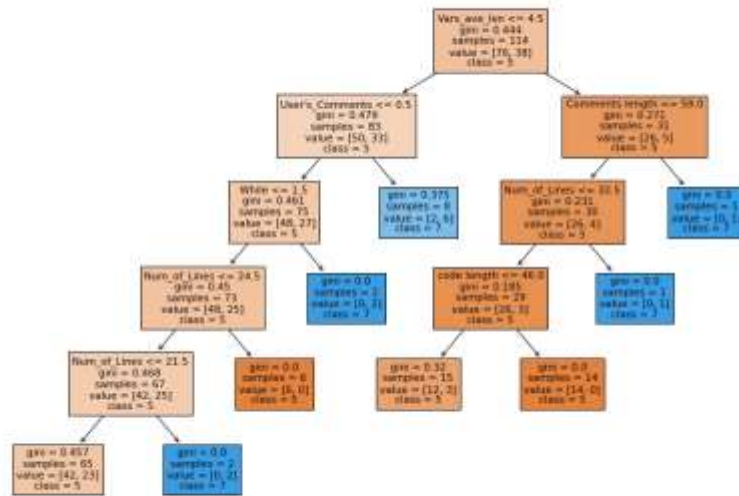 Vars_ave_len <= 4.5
gini = 0.444
samples = 114
value = [76, 38]
class = 5
User's_Comments <= 0.5
gini = 0.479
samples = 83
value = [50, 33]
class = 5
Comments length <= 59.0
gini = 0.271
samples = 31
value = [26, 5]
class = 5
While <= 1.5
gini = 0.461
samples = 75
value = [48, 27]
class = 5
gini = 0.375
samples = 8
value = [2, 6]
class = 7
Num_of_Lines <= 32.5
gini = 0.231
samples = 30
value = [26, 4]
class = 5
gini = 0.0
samples = 1
value = [0, 1]
class = 7
Num_of_Lines <= 24.5
gini = 0.45
samples = 73
value = [48, 25]
class = 5
gini = 0.0
samples = 2
value = [0, 2]
class = 7
code length <= 46.0
gini = 0.185
samples = 29
value = [26, 3]
class = 5
gini = 0.0
samples = 1
value = [0, 1]
class = 7
Num_of_Lines <= 21.5
gini = 0.468
samples = 67
value = [42, 25]
class = 5
gini = 0.0
samples = 6
value = [6, 0]
class = 5
gini = 0.32
samples = 15
value = [12, 3]
class = 5
gini = 0.0
samples = 14
value = [14, 0]
class = 5
gini = 0.457
samples = 65
value = [42, 23]
class = 5
gini = 0.0
samples = 2
value = [0, 2]
class = 7